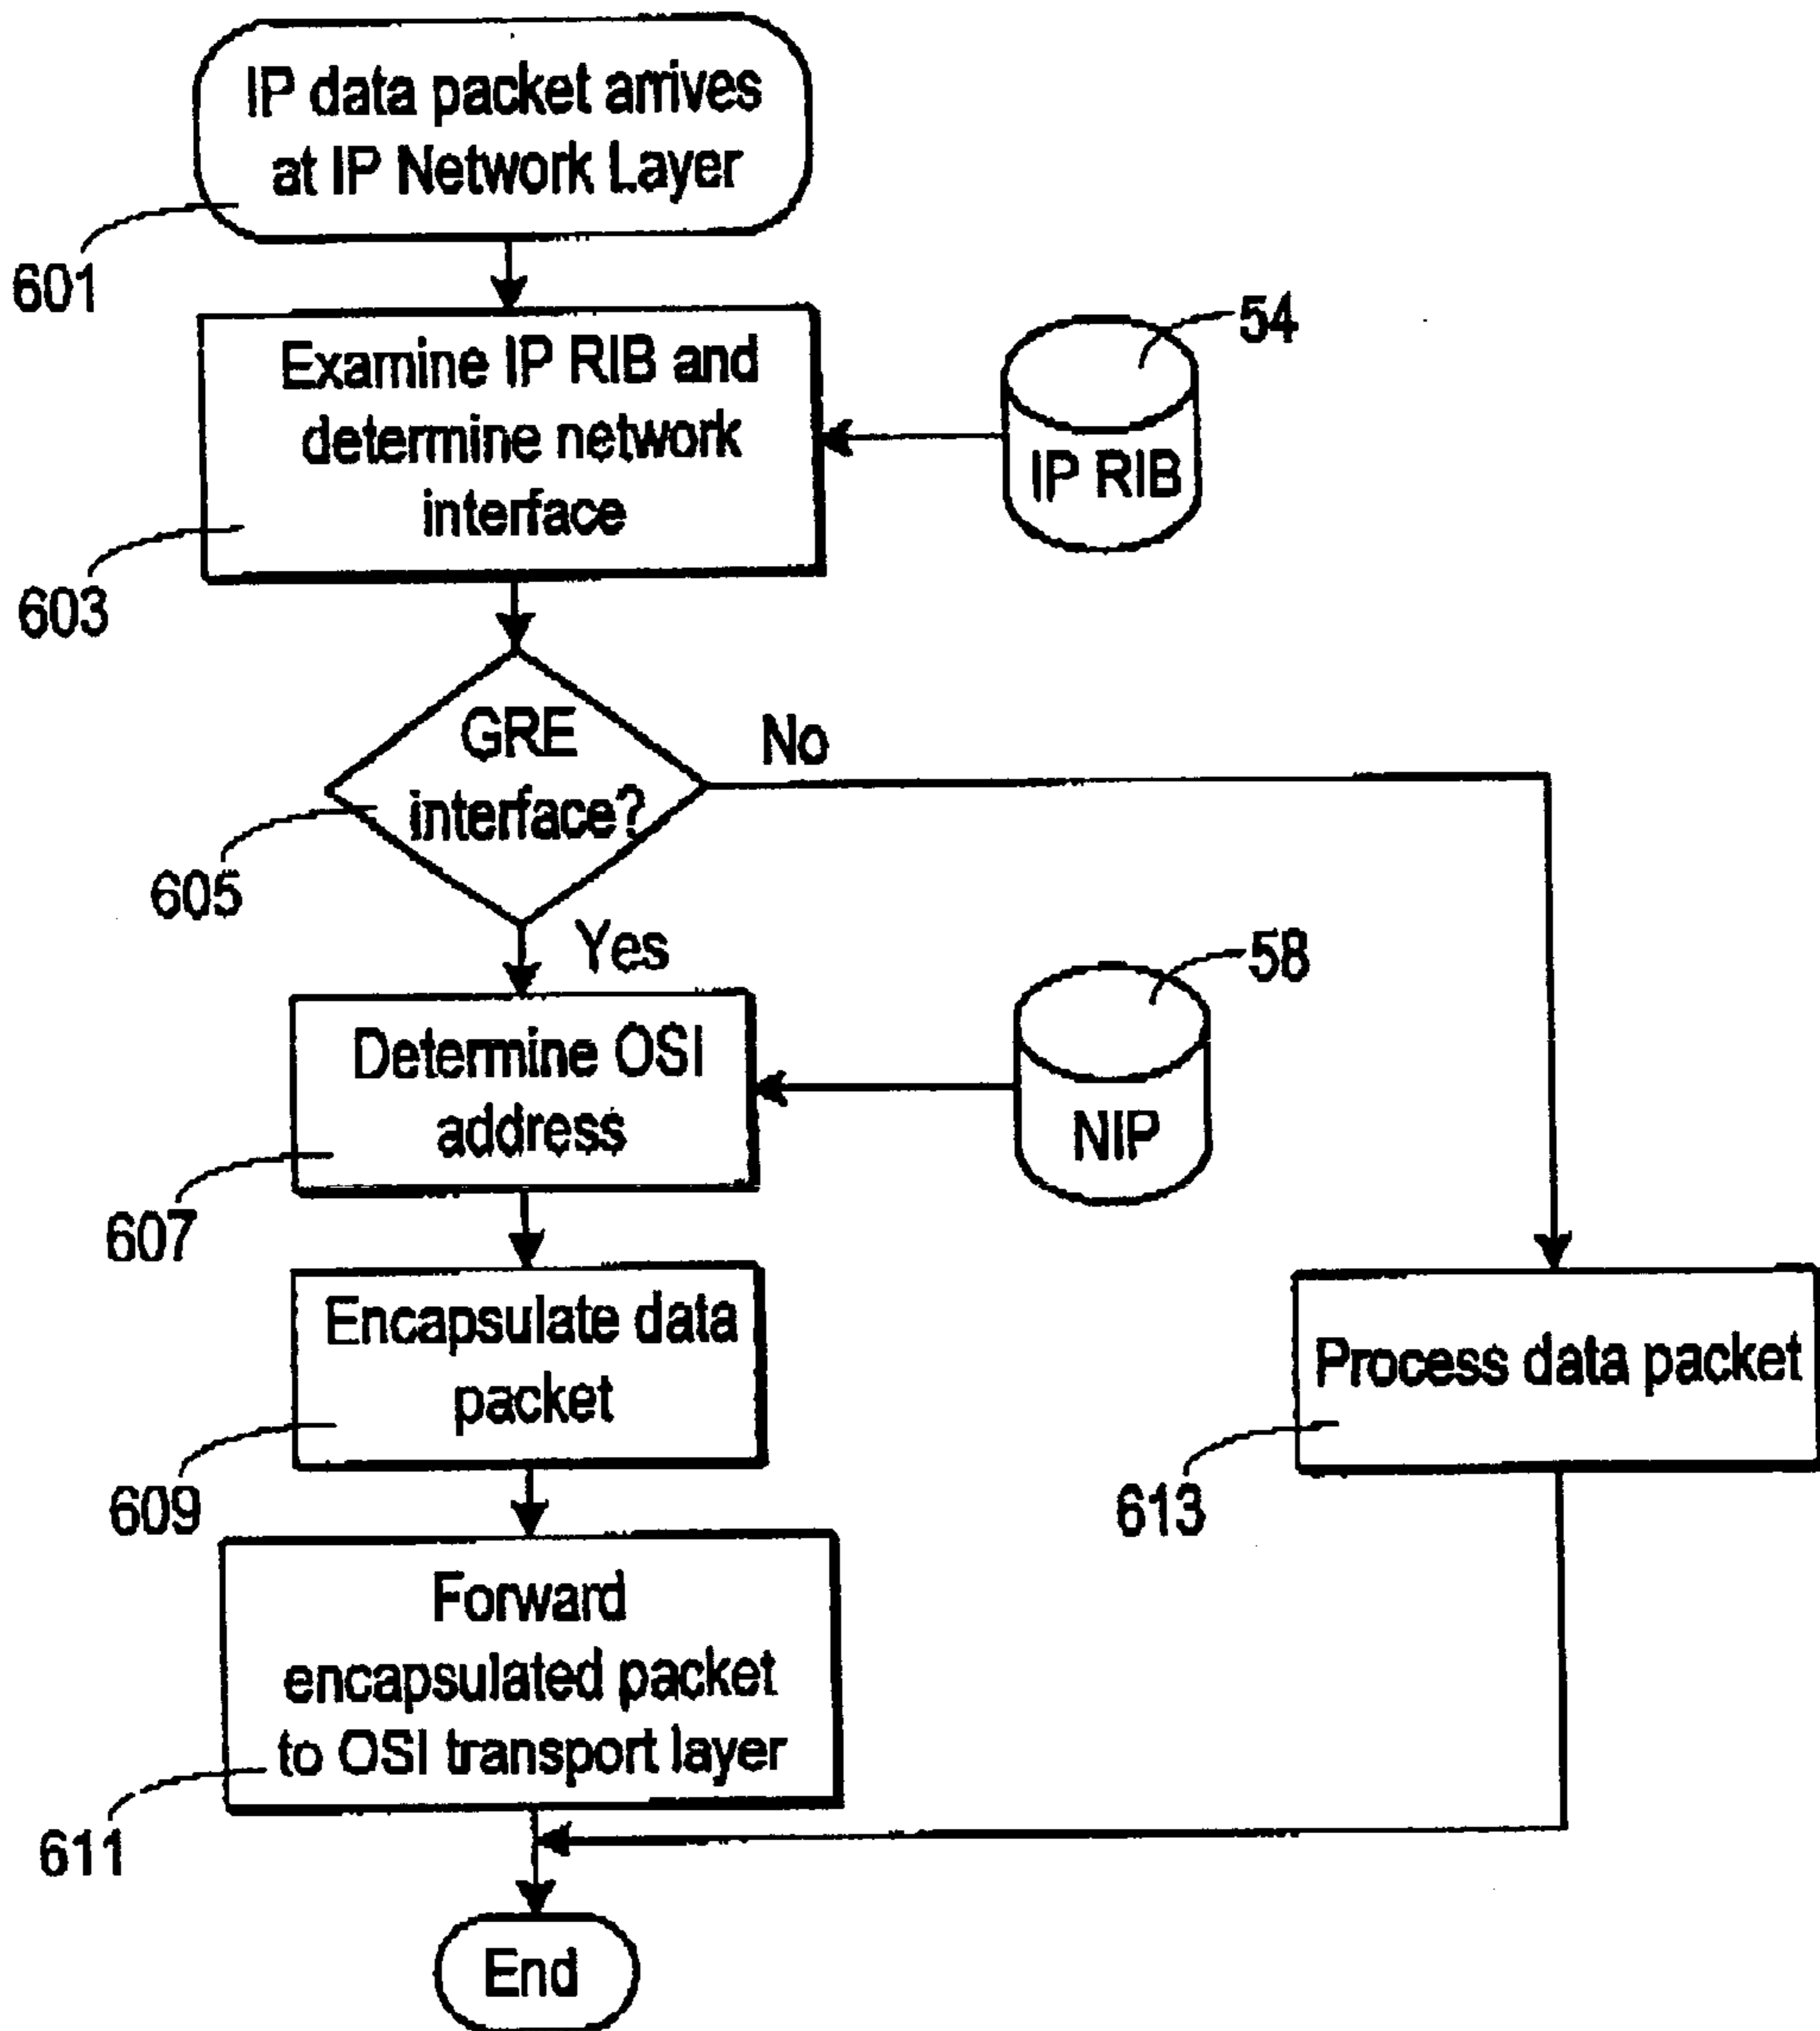 IP data packet arrives
at IP Network Layer
601
Examine IP RIB and
determine network
interface
603
54
IP RIB
GRE
interface?
605
No
Yes
Determine OSI
address
607
58
NIP
Encapsulate data
packet
609
Process data packet
613
Forward
encapsulated packet
to OSI transport layer
611
End